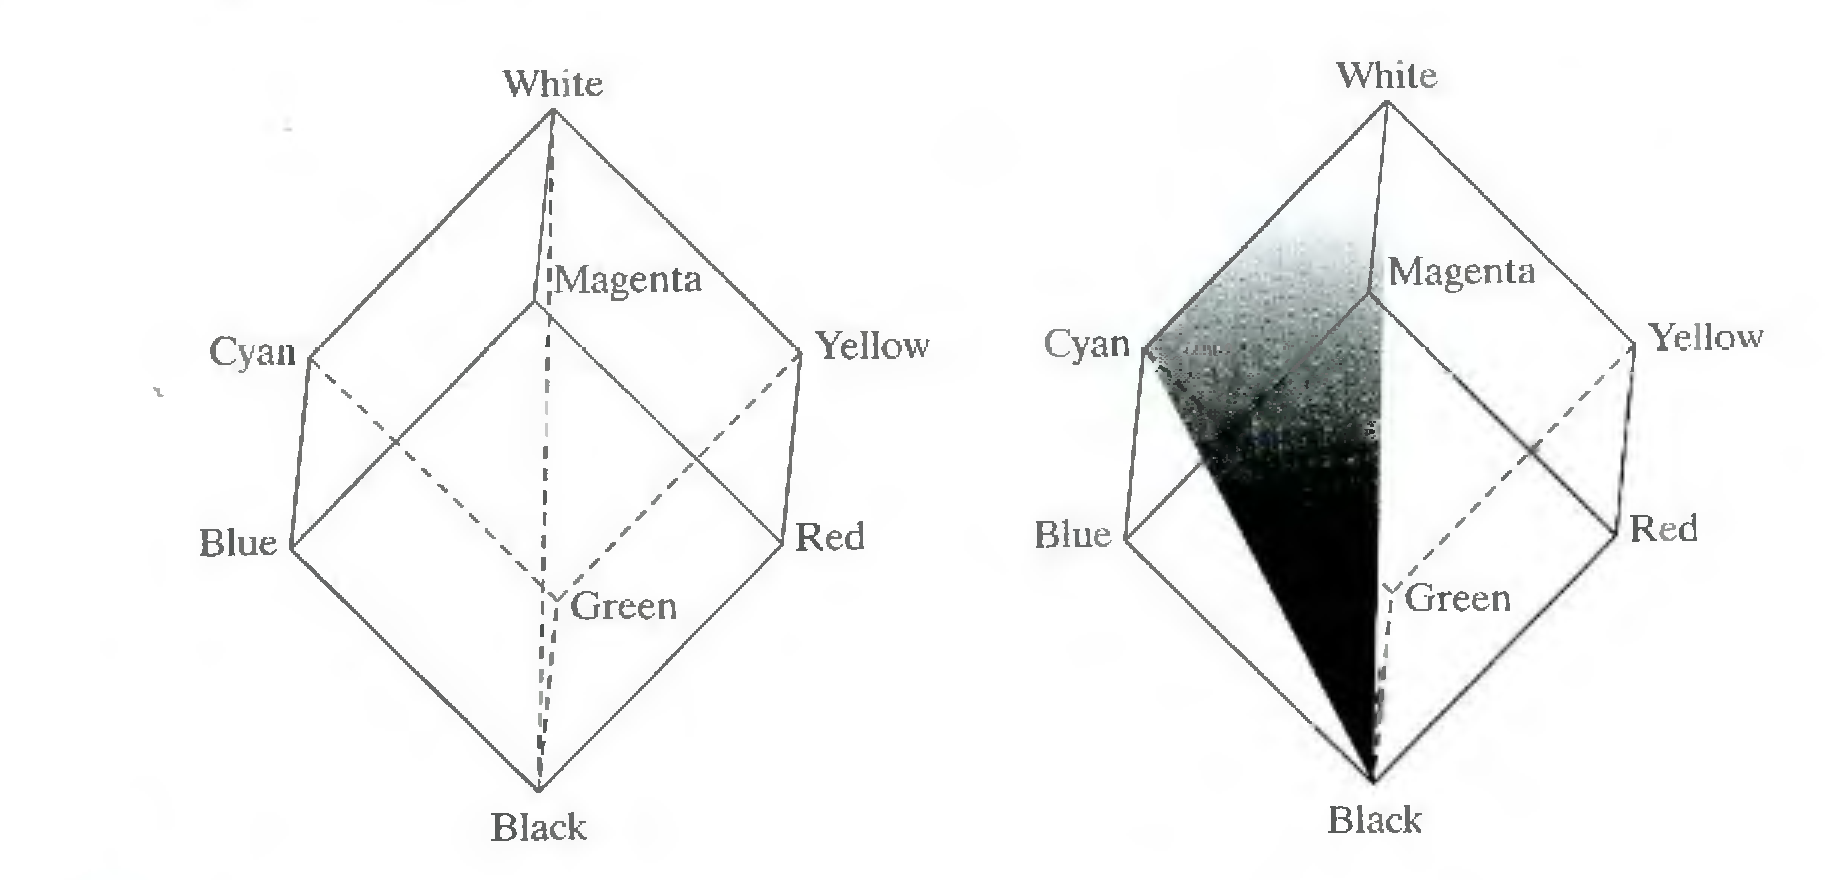 White
Magenta
Cyan
Yellow
Blue
Red
Green
Black
White
Magenta
Cyan
Yellow
Blue
Red
Green
Black